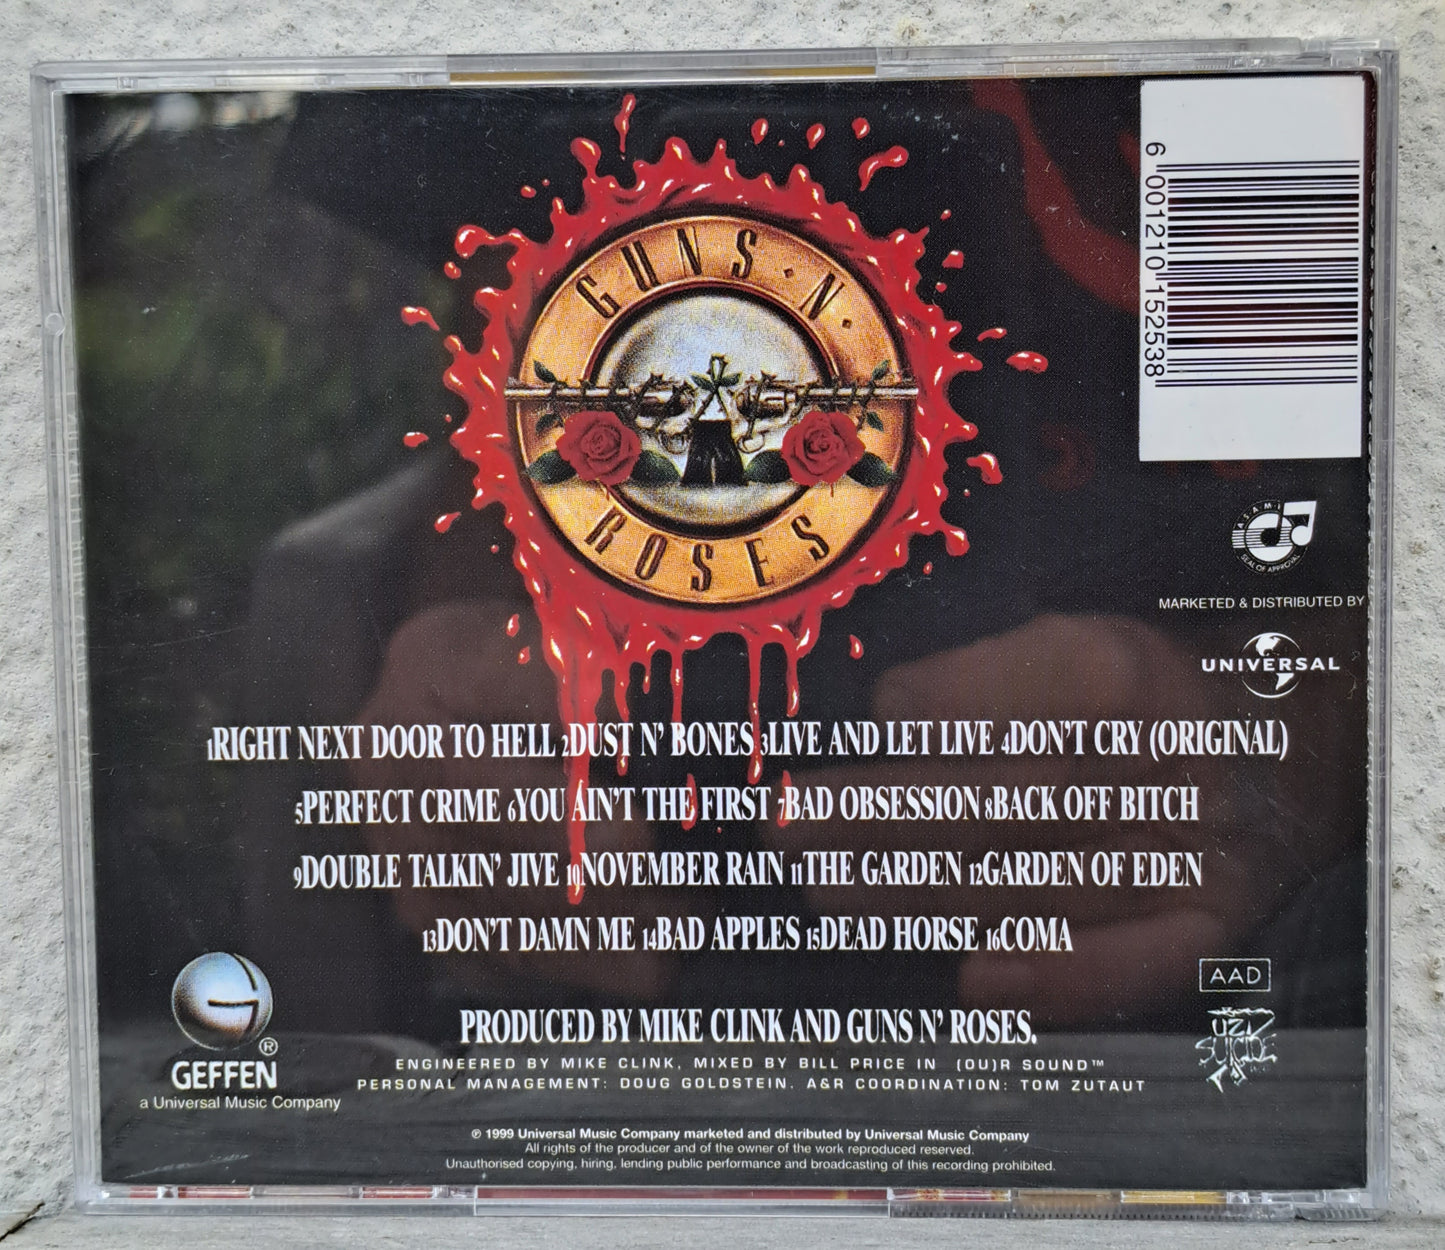 GUNS · N ·
ROSES
6 001210 152538
A·S·A·M·I
SEAL OF APPROVAL
MARKETED & DISTRIBUTED BY
UNIVERSAL
1RIGHT NEXT DOOR TO HELL 2DUST N' BONES 3LIVE AND LET LIVE 4DON'T CRY (ORIGINAL)
5PERFECT CRIME 6YOU AIN'T THE FIRST 7BAD OBSESSION 8BACK OFF BITCH
9DOUBLE TALKIN' JIVE 10NOVEMBER RAIN 11THE GARDEN 12GARDEN OF EDEN
13DON'T DAMN ME 14BAD APPLES 15DEAD HORSE 16COMA
AAD
UZI
SUICIDE
G
GEFFEN ®
a Universal Music Company
PRODUCED BY MIKE CLINK AND GUNS N' ROSES.
ENGINEERED BY MIKE CLINK, MIXED BY BILL PRICE IN (OU)R SOUND™
PERSONAL MANAGEMENT: DOUG GOLDSTEIN. A&R COORDINATION: TOM ZUTAUT
℗ 1999 Universal Music Company marketed and distributed by Universal Music Company
All rights of the producer and of the owner of the work reproduced reserved.
Unauthorised copying, hiring, lending public performance and broadcasting of this recording prohibited.